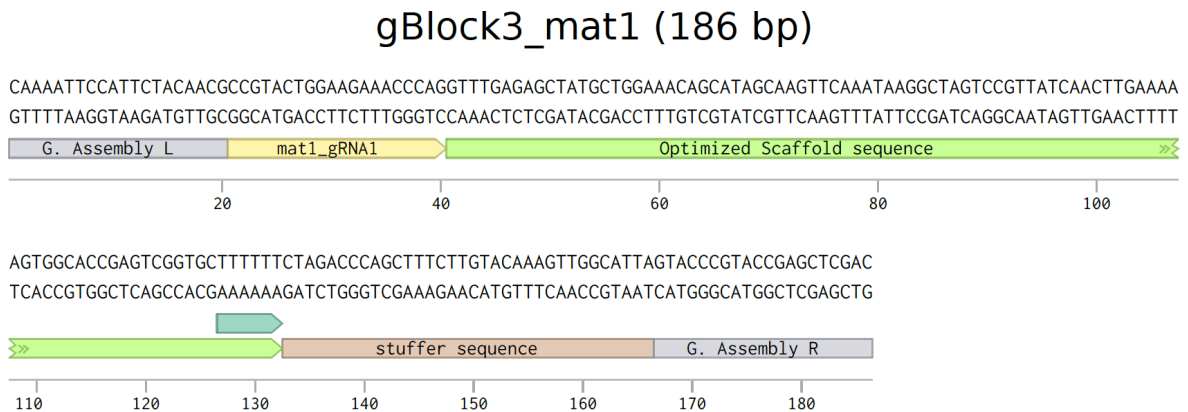 gBlock3_mat1 (186 bp)
CAAAATTCCATTCTACAACGCCGTACTGGAAGAAACCCAGGTTTGAGAGCTATGCTGGAAACAGCATAGCAAGTTCAAATAAGGCTAGTCCGTTATCAACTTGAAAA
GTTTTAAGGTAAGATGTTGCGGCATGACCTTCTTTGGGTCCAAACTCTCGATACGACCTTTGTCGTATCGTTCAAGTTTATTCCGATCAGGCAATAGTTGAACTTTT
G. Assembly L mat1_gRNA1 Optimized Scaffold sequence
20 40 60 80 100
AGTGGCACCGAGTCGGTGCTTTTTTCTAGACCCAGCTTTCTTGTACAAAGTTGGCATTAGTACCCGTACCGAGCTCGAC
TCACCGTGGCTCAGCCACGAAAAAAGATCTGGGTCGAAAGAACATGTTTCAACCGTAATCATGGGCATGGCTCGAGCTG
stuffer sequence G. Assembly R
110 120 130 140 150 160 170 180